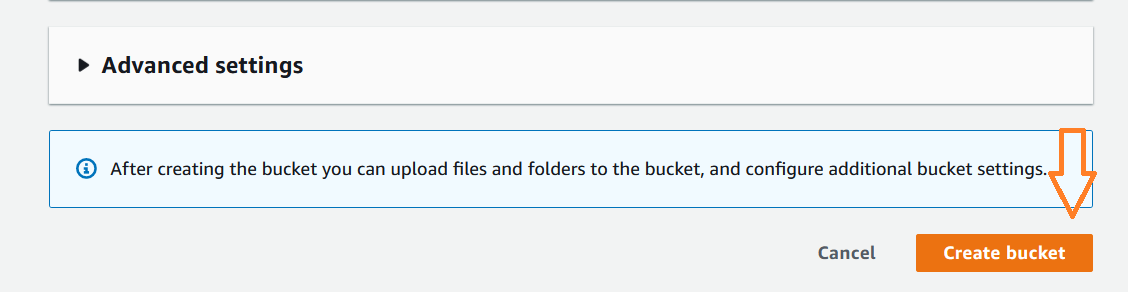 Advanced settings
After creating the bucket you can upload files and folders to the bucket, and configure additional bucket settings.
Cancel Create bucket